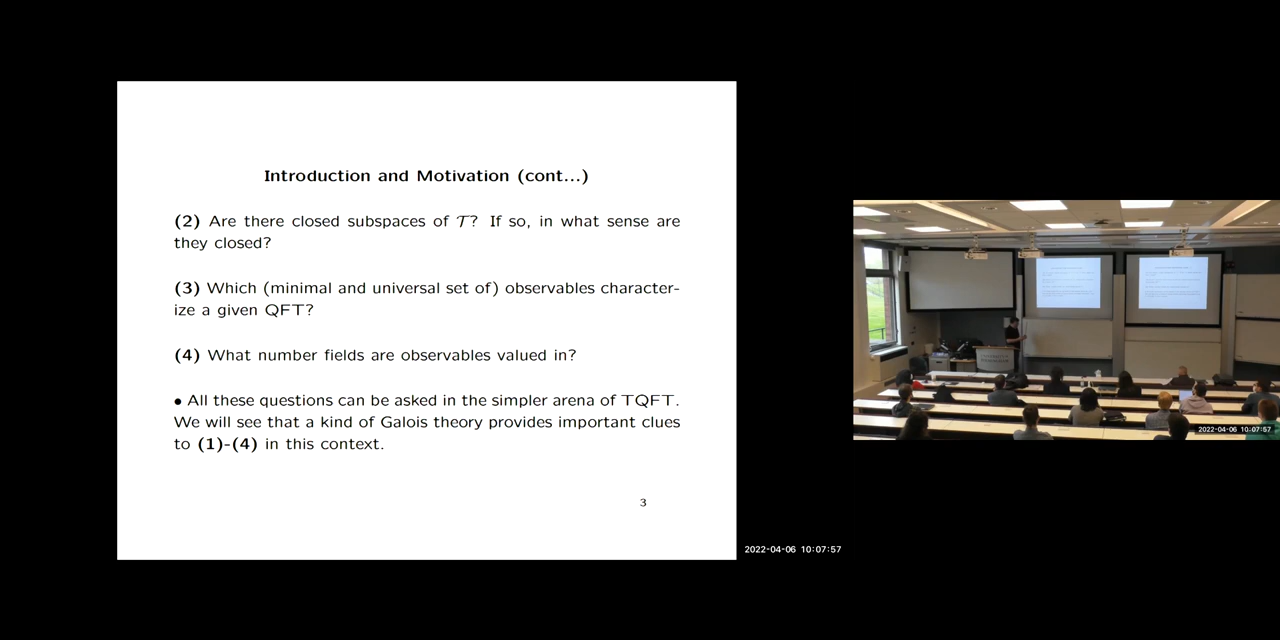 Introduction and Motivation (cont...)
(2) Are there closed subspaces of 𝒯? If so, in what sense are
they closed?
(3) Which (minimal and universal set of) observables character-
ize a given QFT?
(4) What number fields are observables valued in?
• All these questions can be asked in the simpler arena of TQFT.
We will see that a kind of Galois theory provides important clues
to (1)-(4) in this context.
3
2022-04-06 10:07:57
2022-04-06 10:07:57